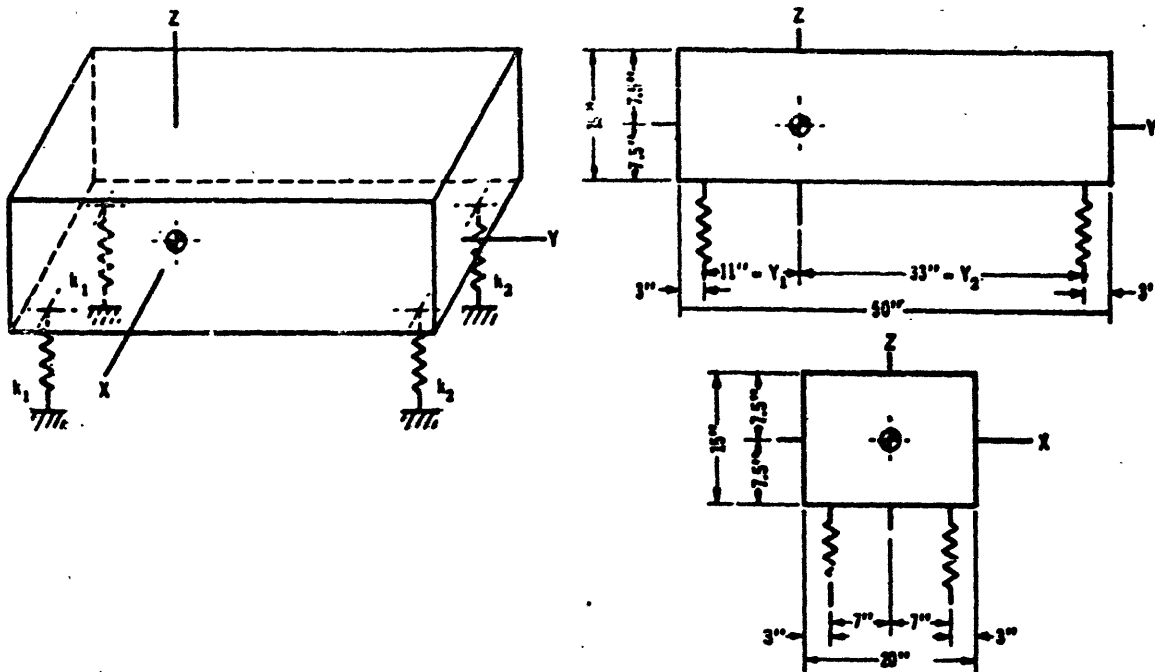 Z
Y
X
k₁
k₁
k₂
k₂
Z
Y
15"
7.5"
7.5"
11" = Y₁
33" = Y₂
3"
3"
50"
Z
X
15"
7.5"
7.5"
7"
7"
3"
3"
20"